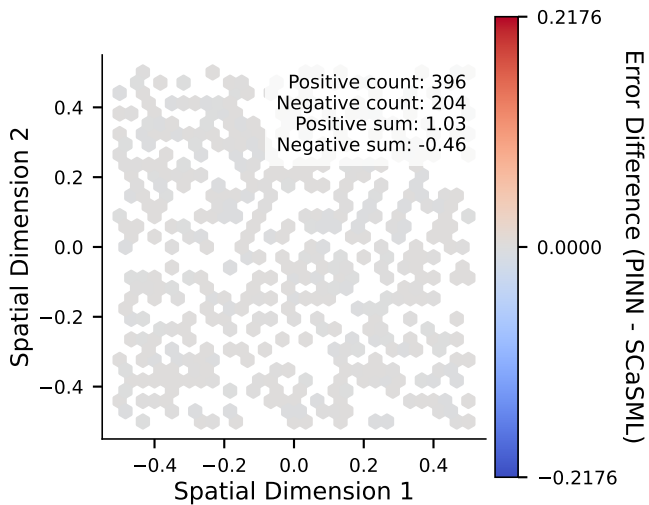 0.2176
Positive count: 396
Negative count: 204
Positive sum: 1.03
Negative sum: -0.46
0.4
0.2
0.0
−0.2
−0.4
Spatial Dimension 2
−0.4
−0.2
0.0
0.2
0.4
Spatial Dimension 1
0.0000
−0.2176
Error Difference (PINN - SCaSML)